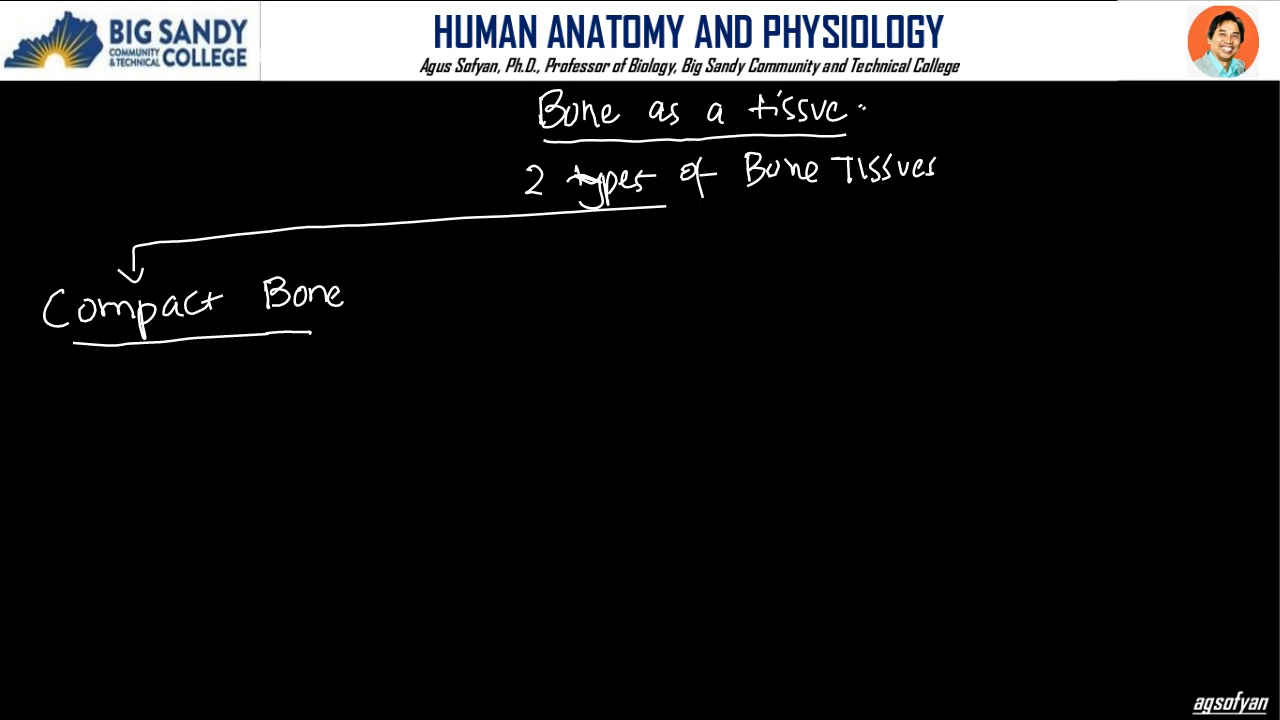 BIG SANDY
COMMUNITY
& TECHNICAL COLLEGE
HUMAN ANATOMY AND PHYSIOLOGY
Agus Sofyan, Ph.D., Professor of Biology, Big Sandy Community and Technical College
Bone as a tissue.
2 types of Bone Tissues
Compact Bone
agsofyan